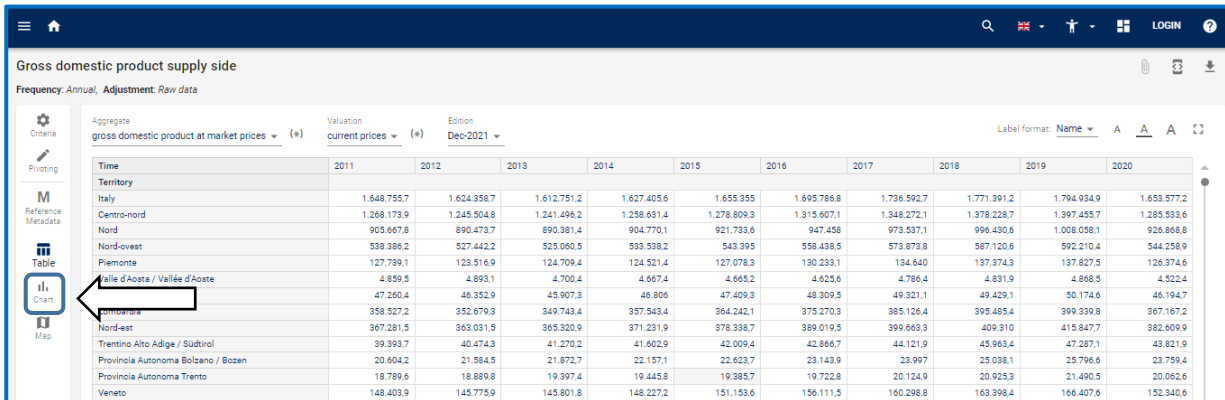 LOGIN
Gross domestic product supply side
Frequency: Annual, Adjustment: Raw data
Criteria
Pivoting
M
Reference
Metadata
Table
Chart
Map
Aggregate Valuation Edition
gross domestic product at market prices (*) current prices (*) Dec-2021 Label format: Name A A A
Time 2011 2012 2013 2014 2015 2016 2017 2018 2019 2020
Territory
Italy 1.648.755,7 1.624.358,7 1.612.751,2 1.627.405,6 1.655.355 1.695.786,8 1.736.592,7 1.771.391,2 1.794.934,9 1.653.577,2
Centro-nord 1.268.173,9 1.245.504,8 1.241.496,2 1.258.631,4 1.278.809,3 1.315.607,1 1.348.272,1 1.378.228,7 1.397.455,7 1.285.533,6
Nord 905.667,8 890.473,7 890.381,4 904.770,1 921.733,6 947.458 973.537,1 996.430,6 1.008.058,1 926.868,8
Nord-ovest 538.386,2 527.442,2 525.060,5 533.538,2 543.395 558.438,5 573.873,8 587.120,6 592.210,4 544.258,9
Piemonte 127.739,1 123.516,9 124.709,4 124.521,4 127.078,3 130.233,1 134.640 137.374,3 137.827,5 126.374,6
Valle d'Aosta / Vallée d'Aoste 4.859,5 4.893,1 4.700,4 4.667,4 4.665,2 4.625,6 4.786,4 4.831,9 4.868,5 4.522,4
47.260,4 46.352,9 45.907,3 46.806 47.409,3 48.309,5 49.321,1 49.429,1 50.174,6 46.194,7
Lombardia 358.527,2 352.679,3 349.743,4 357.543,4 364.242,1 375.270,3 385.126,4 395.485,4 399.339,8 367.167,2
Nord-est 367.281,5 363.031,5 365.320,9 371.231,9 378.338,7 389.019,5 399.663,3 409.310 415.847,7 382.609,9
Trentino Alto Adige / Südtirol 39.393,7 40.474,3 41.270,2 41.602,9 42.009,4 42.866,7 44.121,9 45.963,4 47.287,1 43.821,9
Provincia Autonoma Bolzano / Bozen 20.604,2 21.584,5 21.872,7 22.157,1 22.623,7 23.143,9 23.997 25.038,1 25.796,6 23.759,4
Provincia Autonoma Trento 18.789,6 18.889,8 19.397,4 19.445,8 19.385,7 19.722,8 20.124,9 20.925,3 21.490,5 20.062,6
Veneto 148.403,9 145.775,9 145.801,8 148.227,2 151.153,6 156.111,5 160.298,8 163.398,4 166.407,6 152.340,6